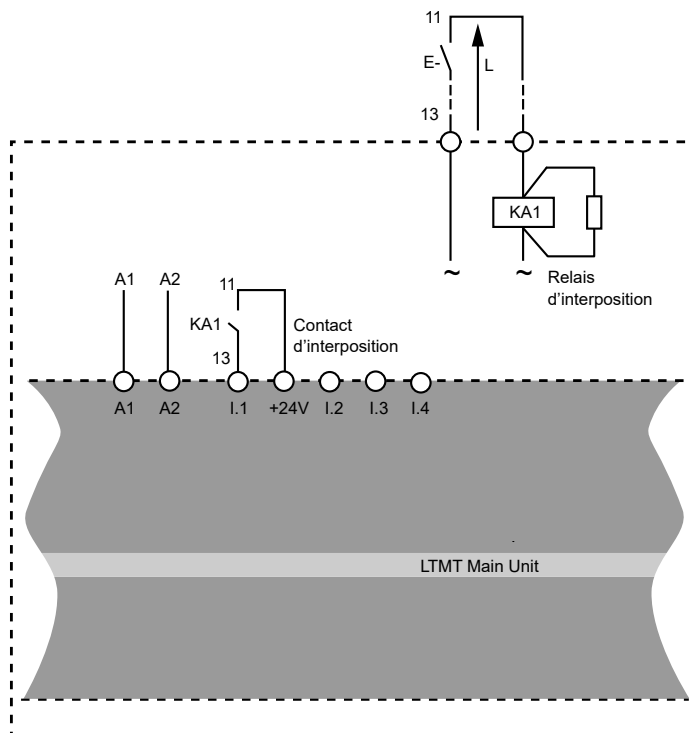 11
E-
L
13
KA1
~
~
Relais
d’interposition
A1
A2
11
KA1
Contact
d’interposition
13
A1
A2
I.1
+24V
I.2
I.3
I.4
LTMT Main Unit